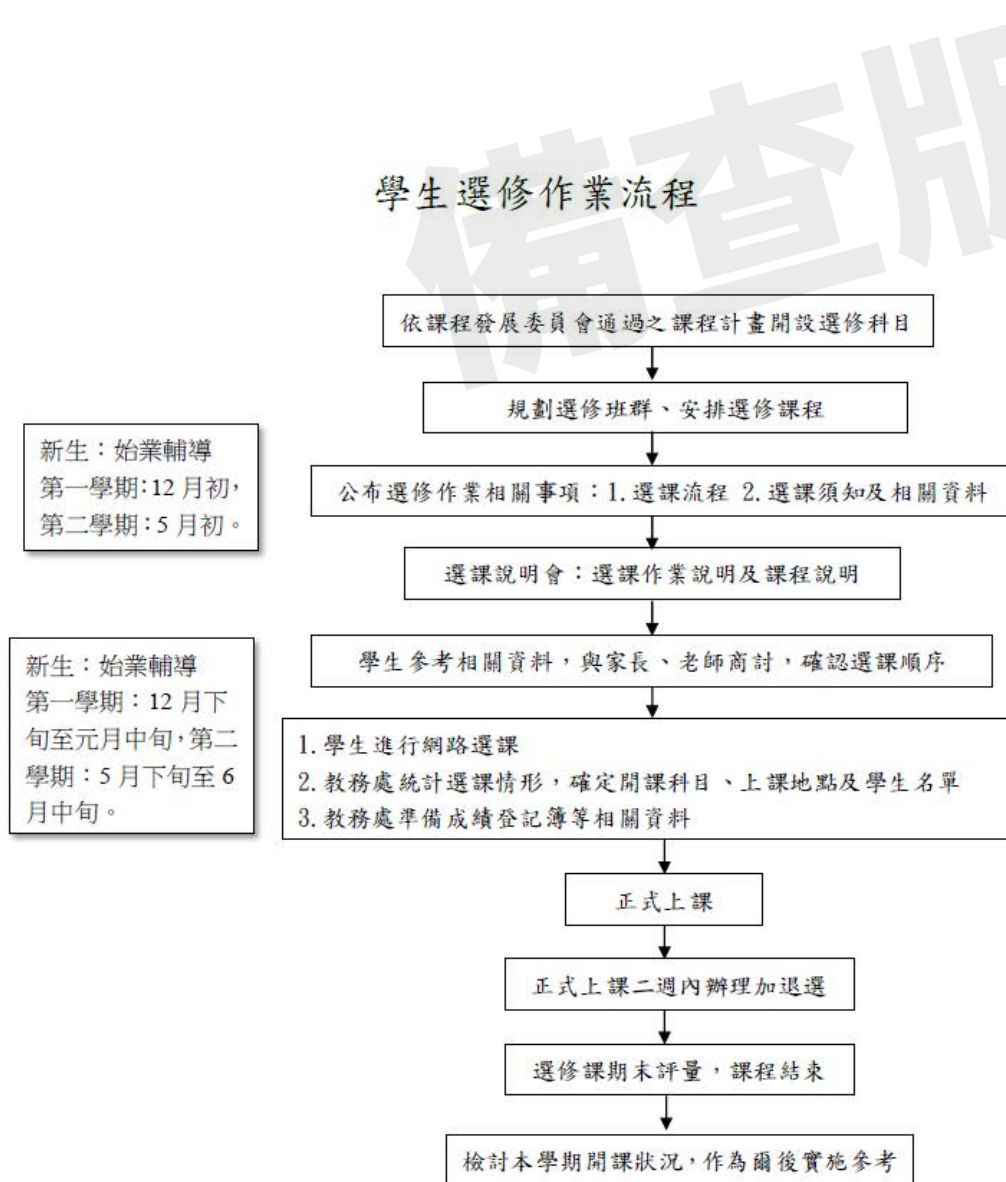 備查版
學生選修作業流程
依課程發展委員會通過之課程計畫開設選修科目
規劃選修班群、安排選修課程
新生：始業輔導
第一學期：12 月初，
第二學期：5 月初。
公布選修作業相關事項：1.選課流程 2.選課須知及相關資料
選課說明會：選課作業說明及課程說明
學生參考相關資料，與家長、老師商討，確認選課順序
新生：始業輔導
第一學期：12 月下
旬至元月中旬，第二
學期：5 月下旬至 6
月中旬。
1.學生進行網路選課
2.教務處統計選課情形，確定開課科目、上課地點及學生名單
3.教務處準備成績登記簿等相關資料
正式上課
正式上課二週內辦理加退選
選修課期末評量，課程結束
檢討本學期開課狀況，作為爾後實施參考